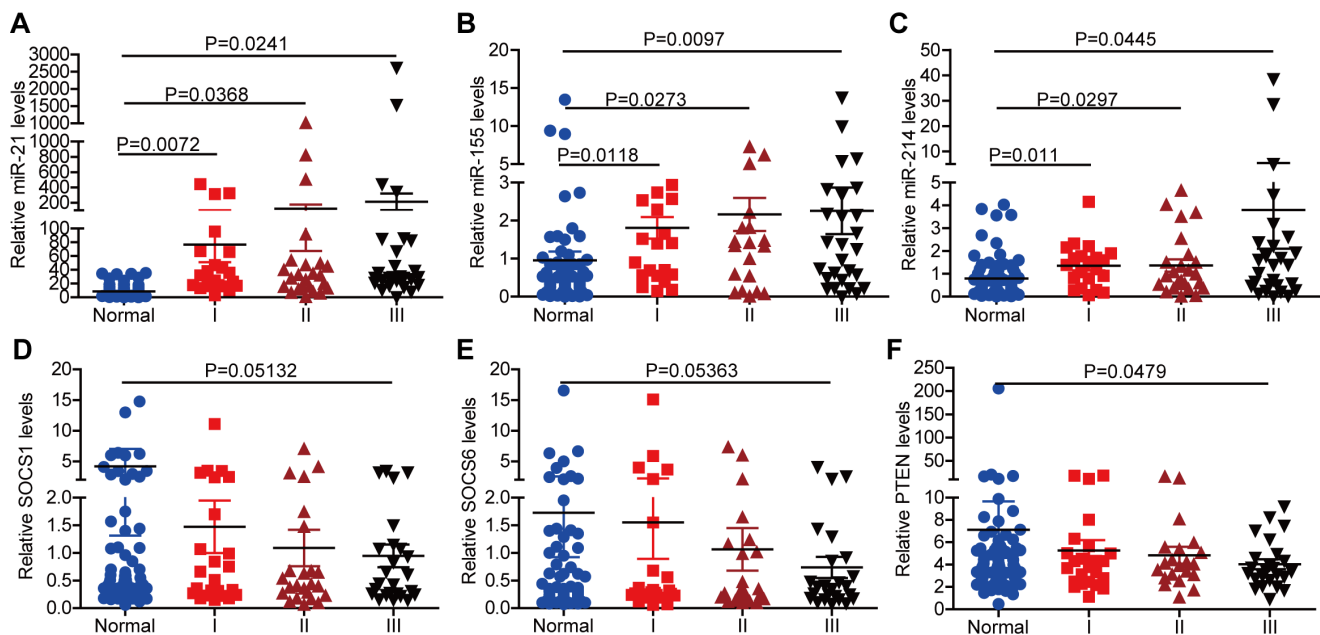 A
Relative miR-21 levels
3000
2500
2000
1500
1000
1000
800
600
400
200
100
80
60
40
20
0
P=0.0241
P=0.0368
P=0.0072
Normal I II III
B
Relative miR-155 levels
20
15
10
5
3
2
1
0
P=0.0097
P=0.0273
P=0.0118
Normal I II III
C
Relative miR-214 levels
50
40
30
20
10
5
4
3
2
1
0
P=0.0445
P=0.0297
P=0.011
Normal I II III
D
Relative SOCS1 levels
20
15
10
5
2.0
1.5
1.0
0.5
0.0
P=0.05132
Normal I II III
E
Relative SOCS6 levels
20
15
10
5
2.0
1.5
1.0
0.5
0.0
P=0.05363
Normal I II III
F
Relative PTEN levels
250
200
150
100
50
10
8
6
4
2
0
P=0.0479
Normal I II III